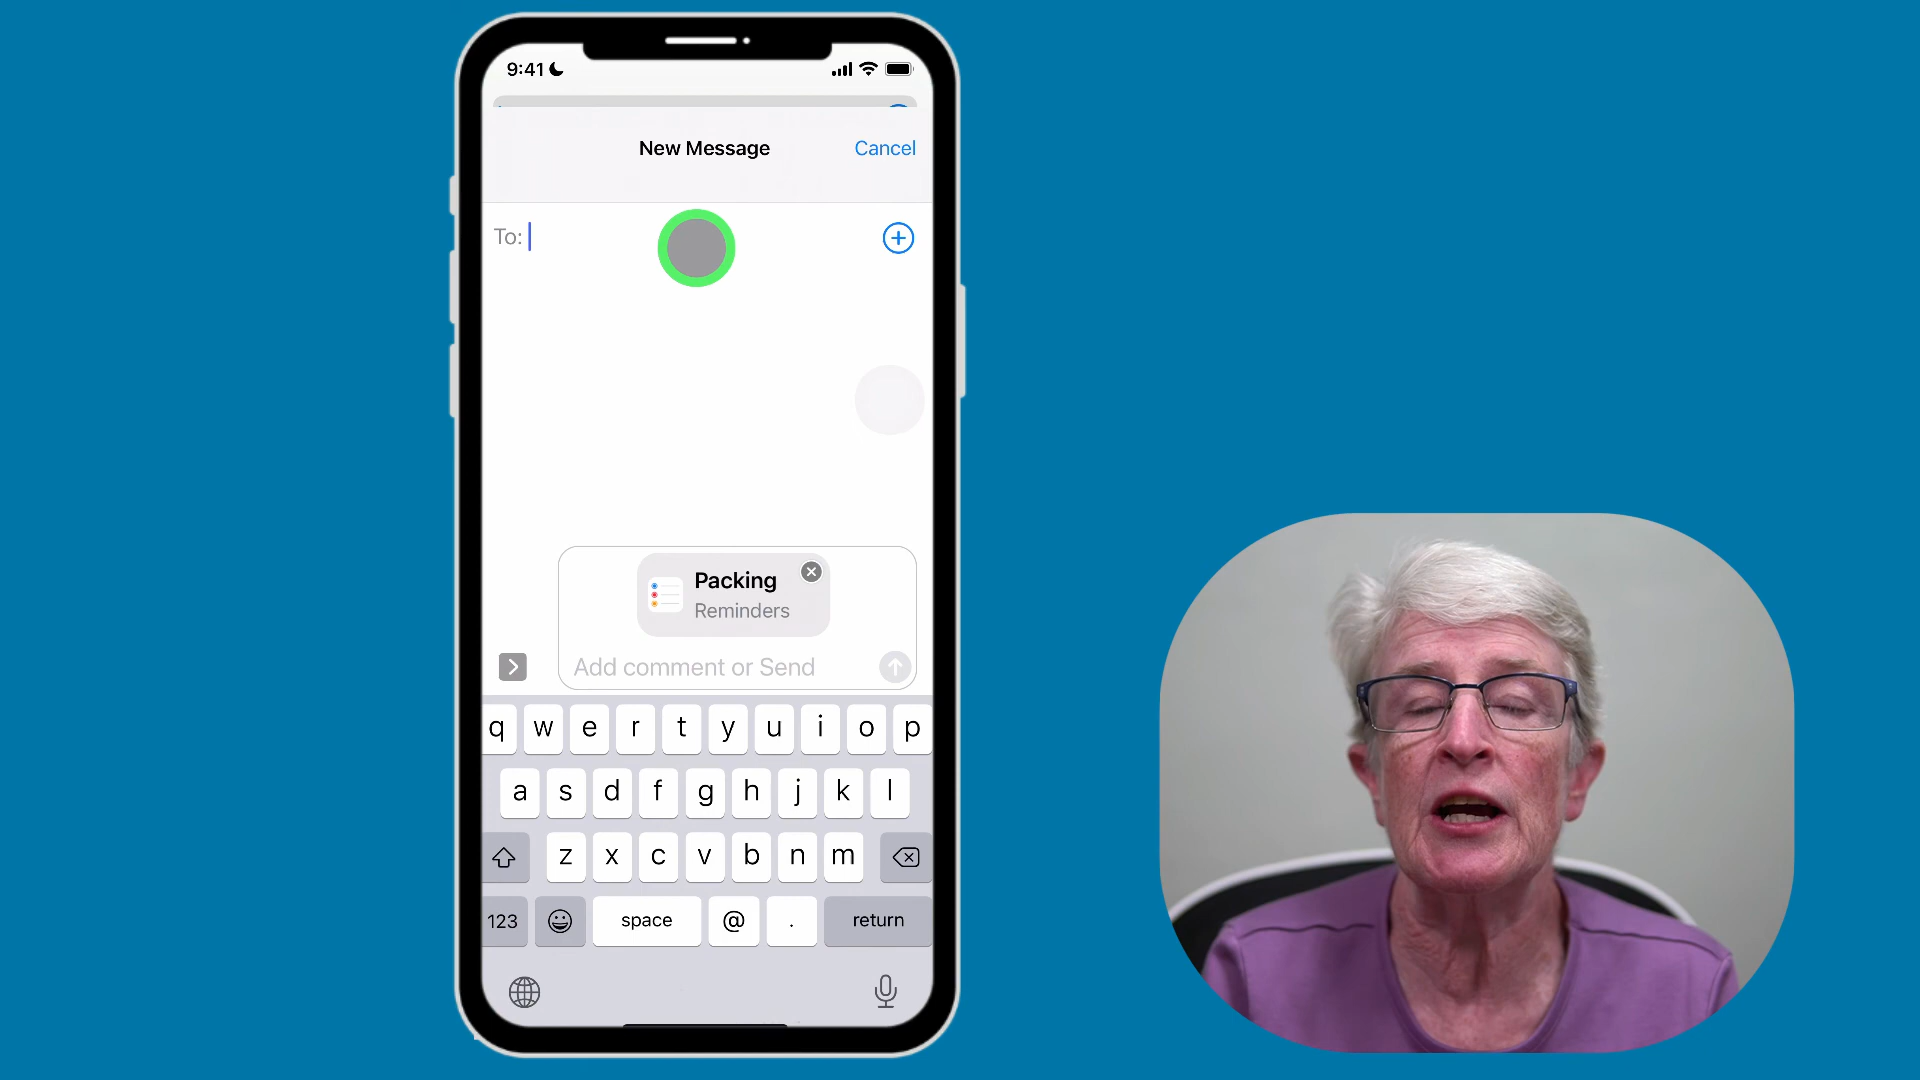 9:41
New Message
Cancel
To:
Packing
Reminders
Add comment or Send
q w e r t y u i o p
a s d f g h j k l
z x c v b n m
123 space @ . return